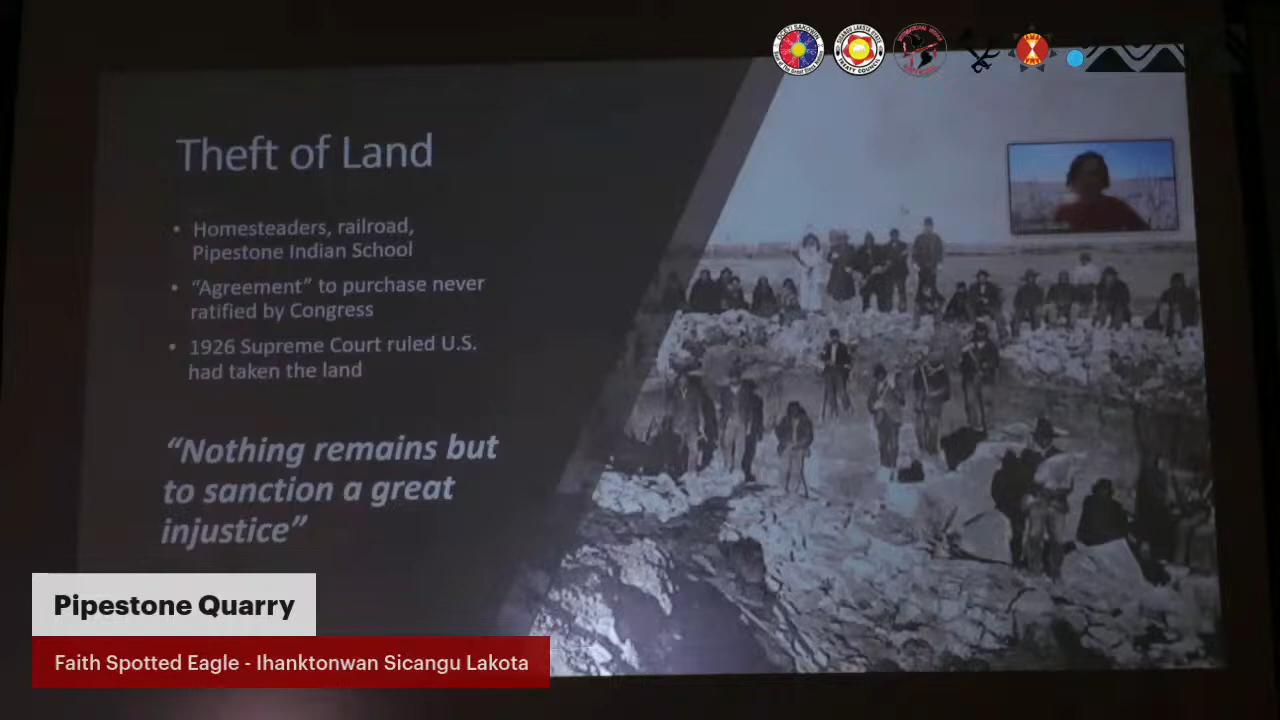 Theft of Land
• Homesteaders, railroad,
Pipestone Indian School
• “Agreement” to purchase never
ratified by Congress
• 1926 Supreme Court ruled U.S.
had taken the land
“Nothing remains but
to sanction a great
injustice”
Pipestone Quarry
Faith Spotted Eagle - Ihanktonwan Sicangu Lakota